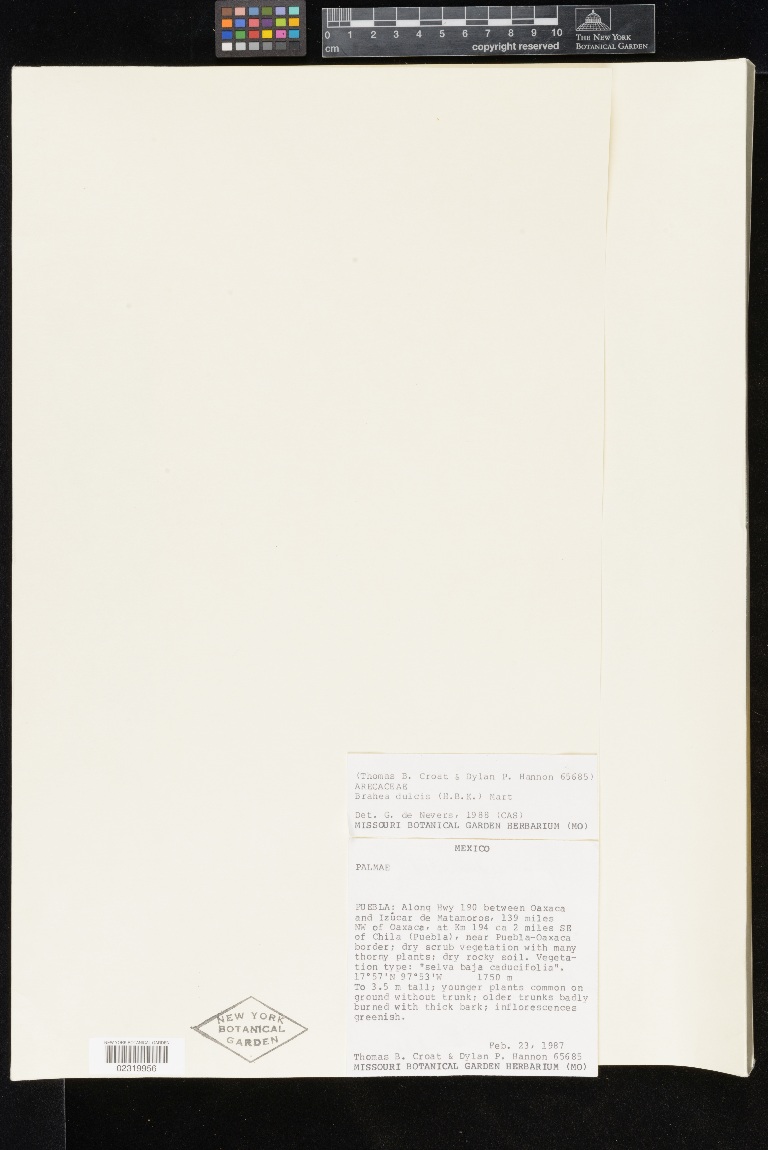 0 1 2 3 4 5 6 7 8 9 10
cm
copyright reserved
THE NEW YORK
BOTANICAL GARDEN
(Thomas B. Croat & Dylan P. Hannon 65685)
ARECACEAE
Brahea dulcis (H.B.K.) Mart
Det. G. de Nevers, 1988 (CAS)
MISSOURI BOTANICAL GARDEN HERBARIUM (MO)
MEXICO
PALMAE
PUEBLA: Along Hwy 190 between Oaxaca
and Izúcar de Matamoros, 139 miles
NW of Oaxaca, at Km 194 ca 2 miles SE
of Chila (Puebla), near Puebla-Oaxaca
border; dry scrub vegetation with many
thorny plants; dry rocky soil. Vegeta-
tion type: "selva baja caducifolia".
17°57'N 97°53'W 1750 m
To 3.5 m tall; younger plants common on
ground without trunk; older trunks badly
burned with thick bark; inflorescences
greenish.
Feb. 23, 1987
Thomas B. Croat & Dylan P. Hannon 65685
MISSOURI BOTANICAL GARDEN HERBARIUM (MO)
NEW YORK
BOTANICAL
GARDEN
NEW YORK BOTANICAL GARDEN
02319956